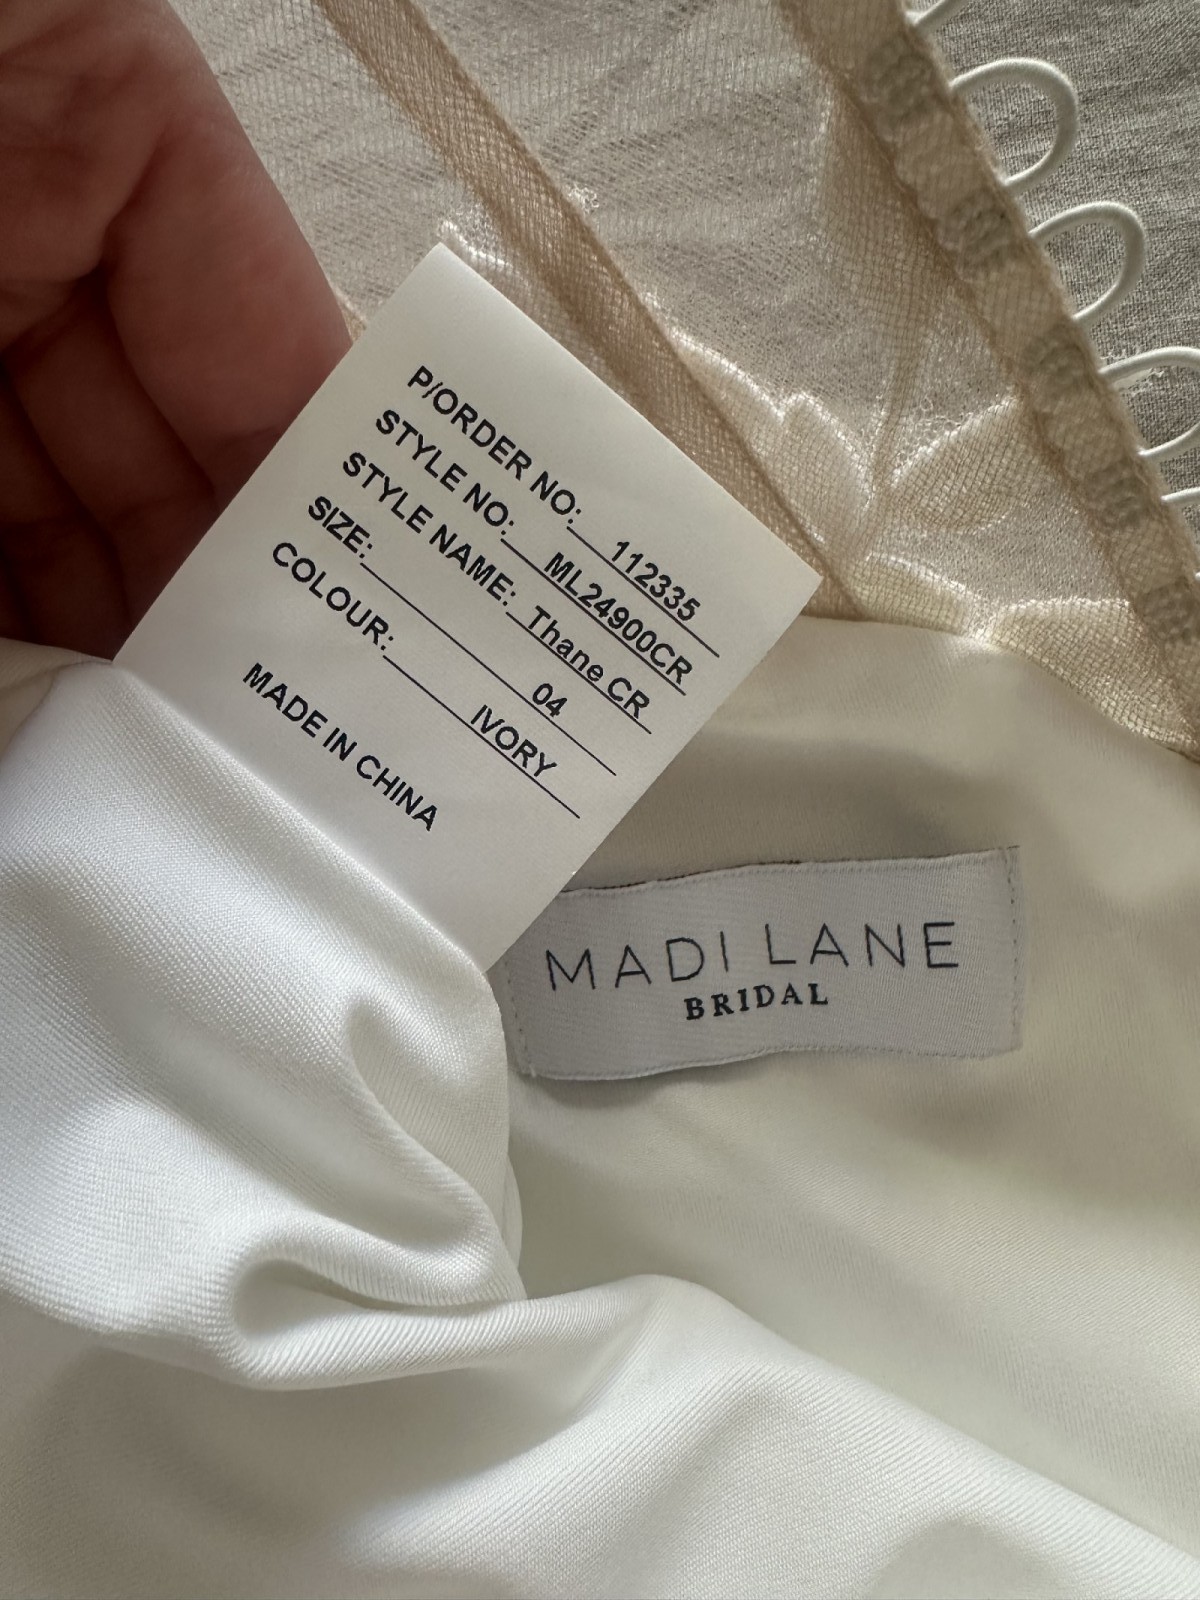 P/ORDER NO: 112335
STYLE NO: ML24900CR
STYLE NAME: Thane CR
SIZE: 04
COLOUR: IVORY
MADE IN CHINA
MADI LANE
BRIDAL